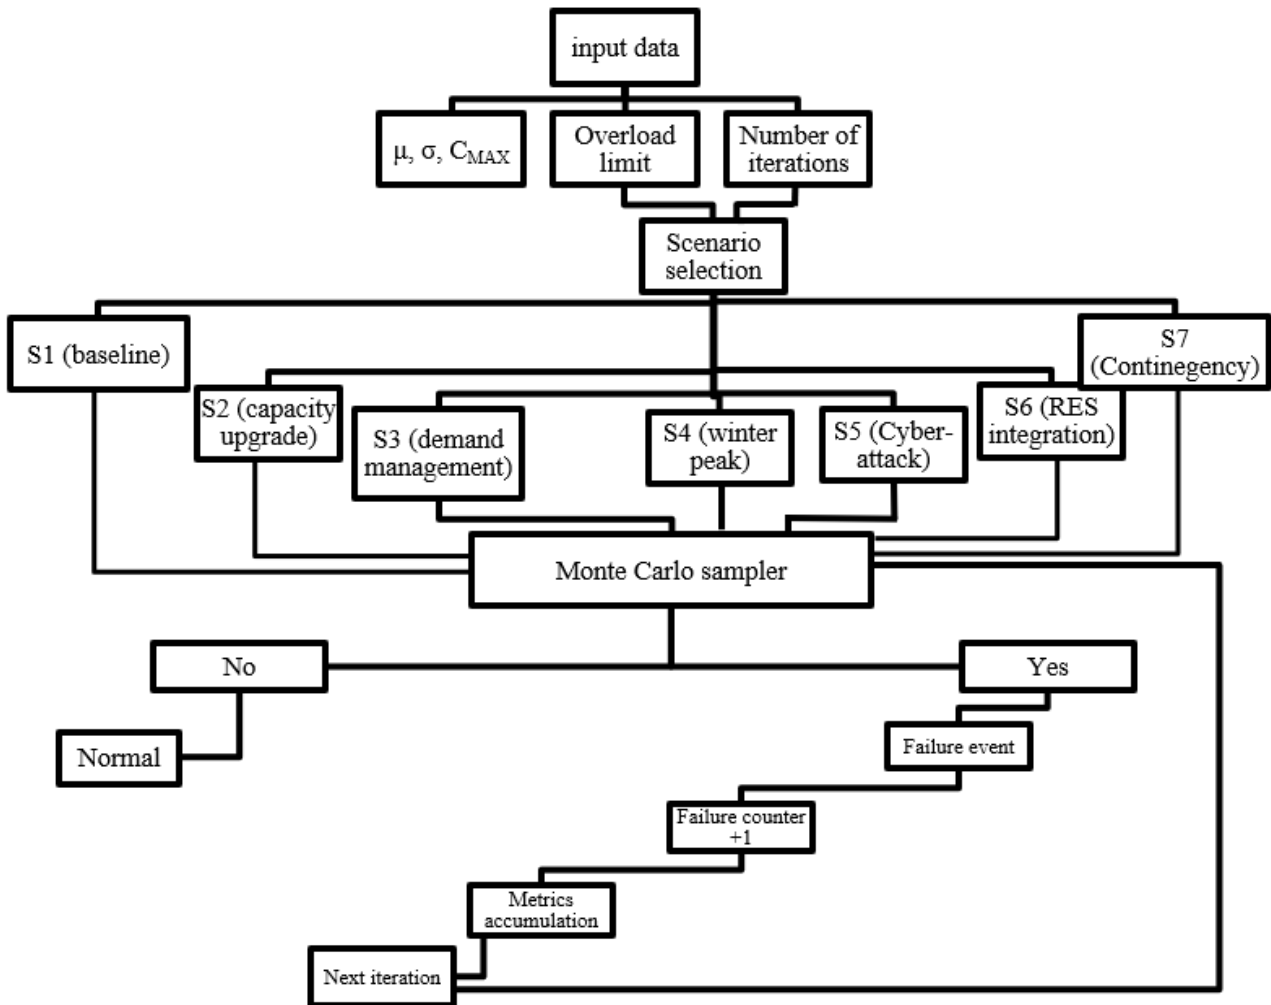 input data
μ, σ, CMAX
Overload
limit
Number of
iterations
Scenario
selection
S1 (baseline)
S2 (capacity
upgrade)
S3 (demand
management)
S4 (winter
peak)
S5 (Cyber-
attack)
S6 (RES
integration)
S7
(Continegency)
Monte Carlo sampler
No
Yes
Normal
Failure event
Failure counter
+1
Metrics
accumulation
Next iteration